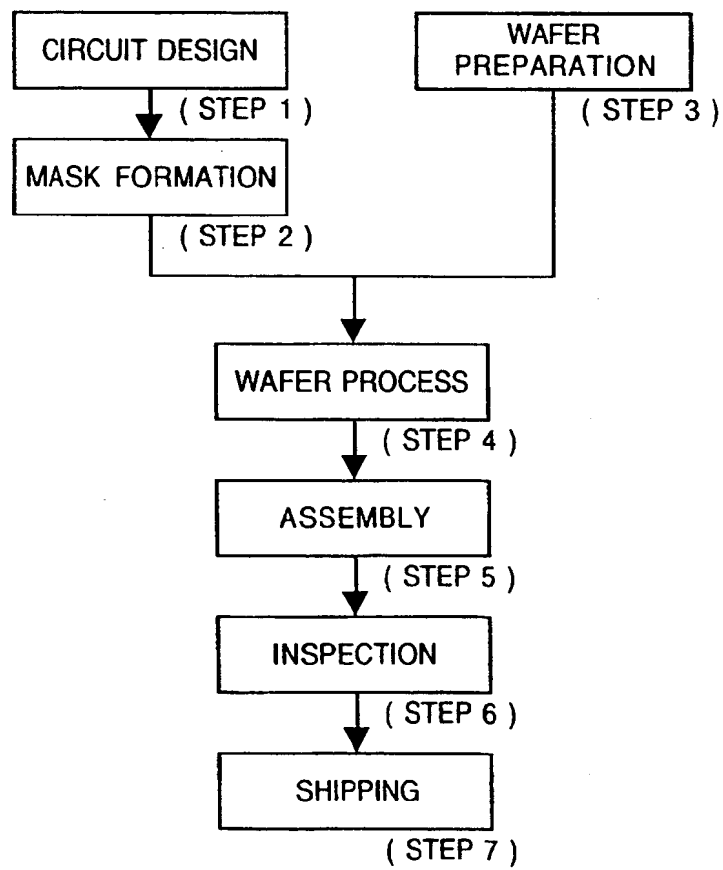 CIRCUIT DESIGN
( STEP 1 )
MASK FORMATION
( STEP 2 )
WAFER
PREPARATION
( STEP 3 )
WAFER PROCESS
( STEP 4 )
ASSEMBLY
( STEP 5 )
INSPECTION
( STEP 6 )
SHIPPING
( STEP 7 )